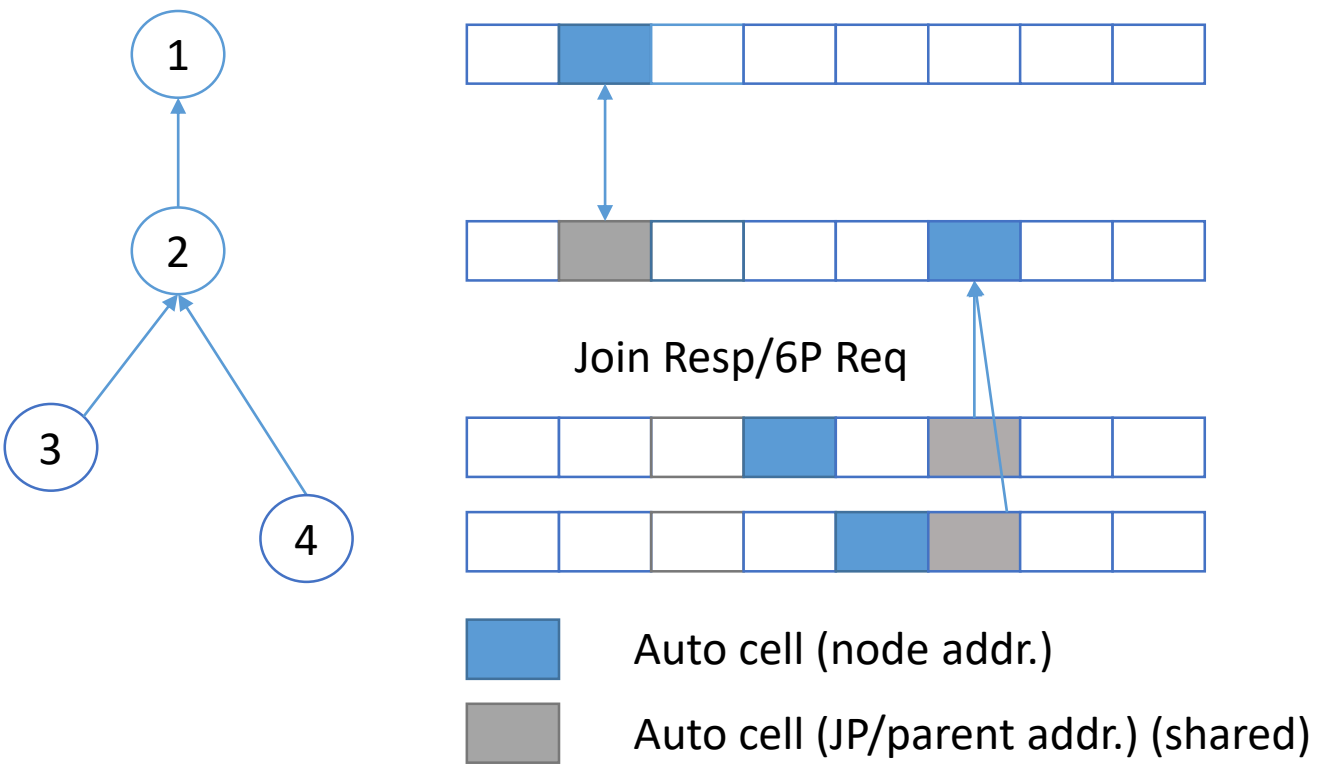 1
2
Join Resp/6P Req
3
4
Auto cell (node addr.)
Auto cell (JP/parent addr.) (shared)